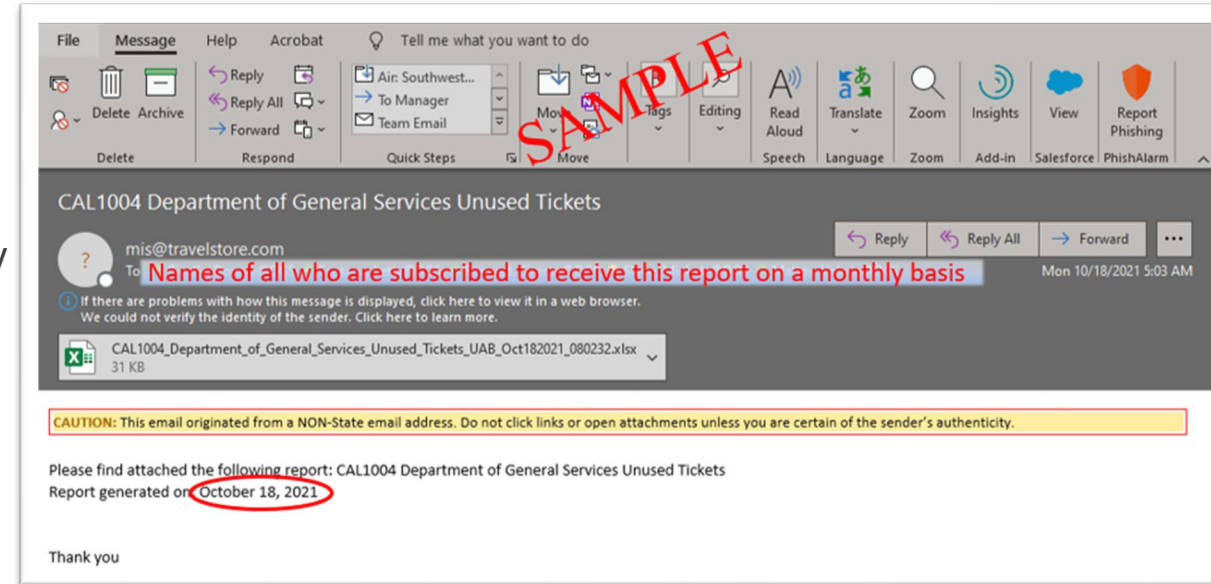 File Message Help Acrobat Tell me what you want to do
Delete Archive
Reply
Reply All
Forward
Air: Southwest...
To Manager
Team Email
Move
Tags
Editing
Read Aloud
Translate
Zoom
Insights
View
Report Phishing
Delete Respond Quick Steps Move Speech Language Zoom Add-in Salesforce PhishAlarm
SAMPLE
CAL1004 Department of General Services Unused Tickets
?
mis@travelstore.com
Reply Reply All Forward ...
To Names of all who are subscribed to receive this report on a monthly basis
Mon 10/18/2021 5:03 AM
If there are problems with how this message is displayed, click here to view it in a web browser.
We could not verify the identity of the sender. Click here to learn more.
CAL1004_Department_of_General_Services_Unused_Tickets_UAB_Oct182021_080232.xlsx
31 KB
CAUTION: This email originated from a NON-State email address. Do not click links or open attachments unless you are certain of the sender's authenticity.
Please find attached the following report: CAL1004 Department of General Services Unused Tickets
Report generated on October 18, 2021
Thank you